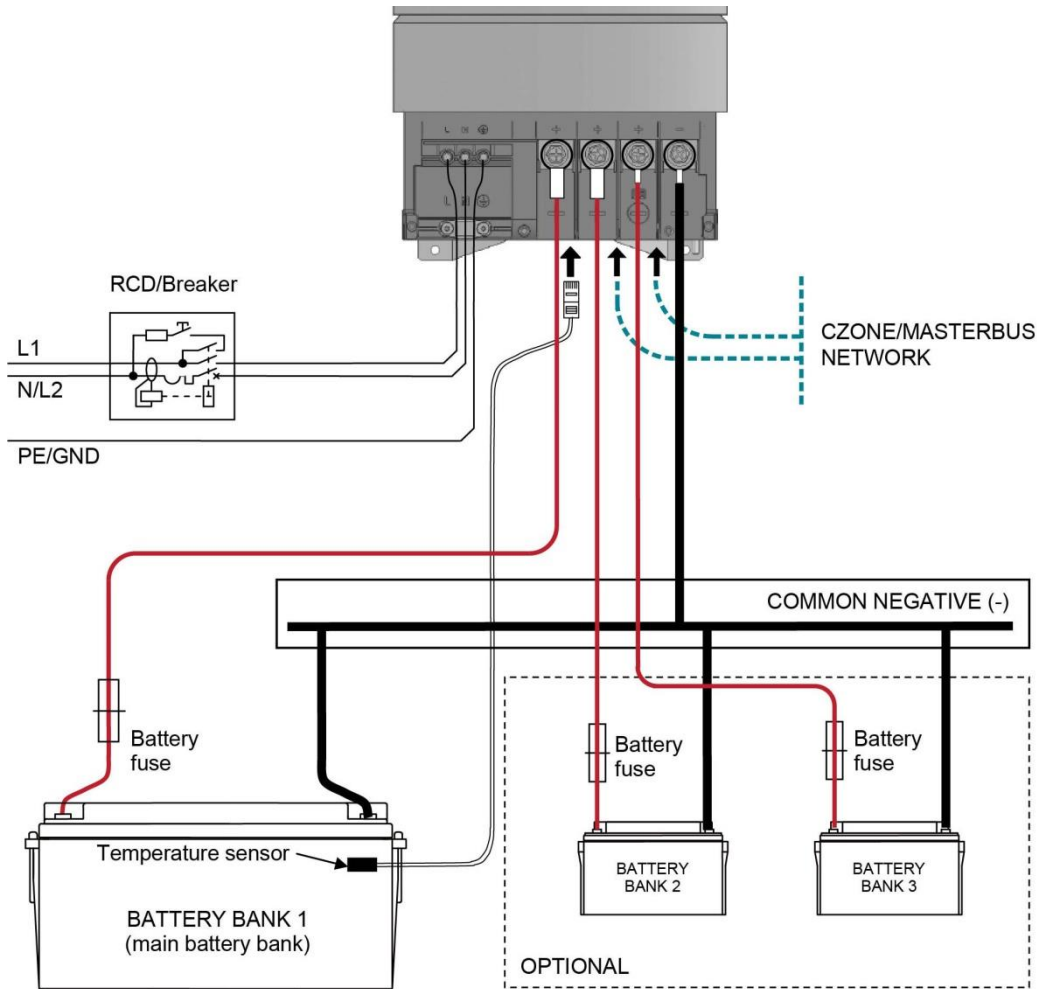 L N
+ + + -
L N
RCD/Breaker
L1
N/L2
PE/GND
CZONE/MASTERBUS
NETWORK
COMMON NEGATIVE (-)
Battery
fuse
Battery
fuse
Battery
fuse
Temperature sensor
BATTERY BANK 1
(main battery bank)
BATTERY
BANK 2
BATTERY
BANK 3
OPTIONAL